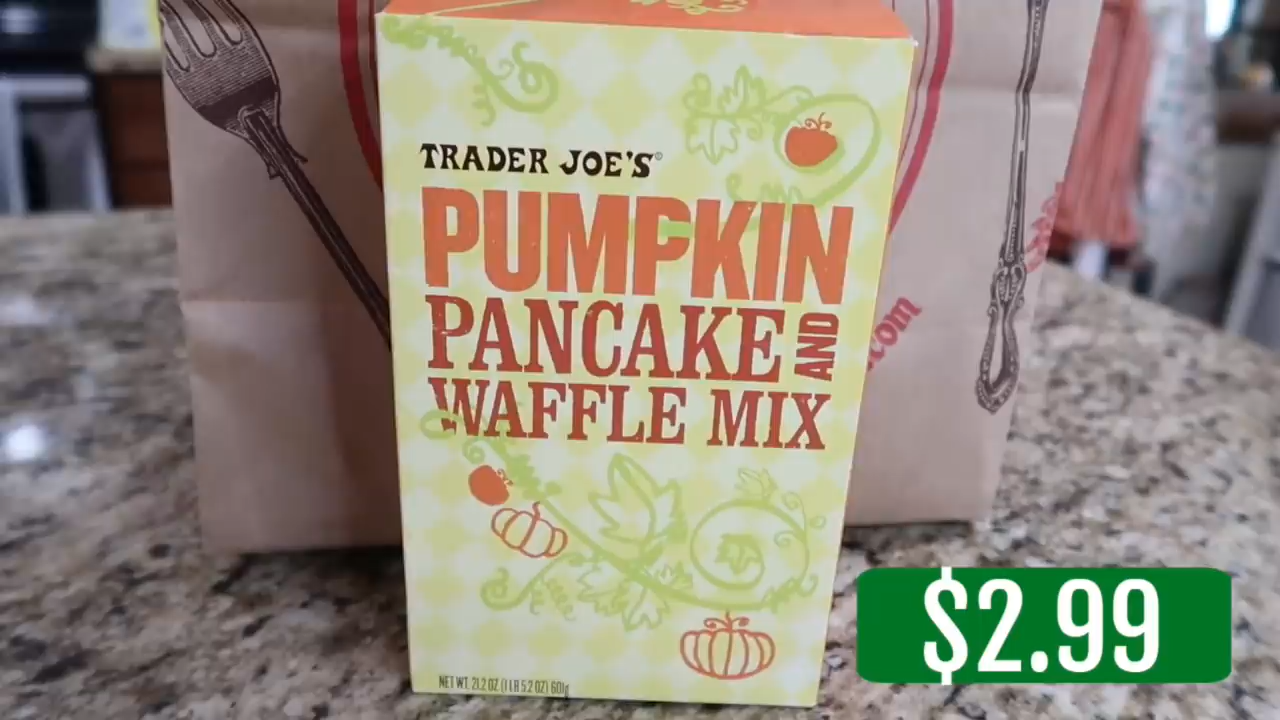 TRADER JOE'S®
PUMPKIN
PANCAKE AND
WAFFLE MIX
NET WT. 21.2 OZ (1 LB 5.2 OZ) 601g
.com
$2.99